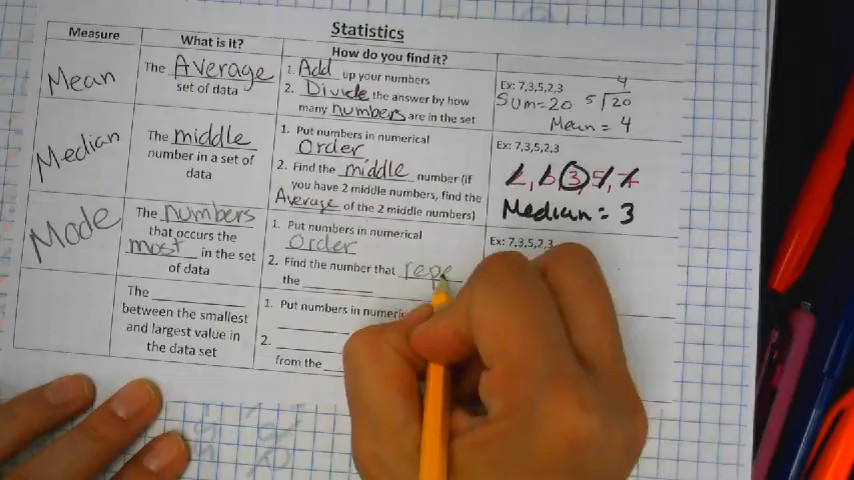 Statistics
Measure
What is it?
How do you find it?
Mean
The Average
set of data
1. Add up your numbers
2. Divide the answer by how
many numbers are in the set
Ex: 7,3,5,2,3
Sum=20 5√20
4
Mean = 4
Median
The middle
number in a set of
data
1. Put numbers in numerical
Order
2. Find the middle number (if
you have 2 middle numbers, find the
Average of the 2 middle numbers)
Ex: 7,3,5,2,3
2, 3, 3, 5, 7
Median = 3
Mode
The numbers
that occurs the
most in the set
of data
1. Put numbers in numerical
Order
2. Find the number that repe
the
Ex: 7,3,5,2,3
The
between the smallest
and largest value in
the data set
1. Put numbers in
2.
from the